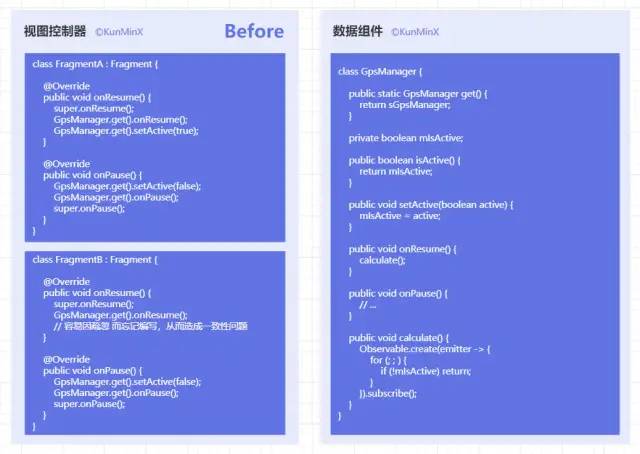 视图控制器 ©KunMinX Before
class FragmentA : Fragment {
@Override
public void onResume() {
super.onResume();
GpsManager.get().onResume();
GpsManager.get().setActive(true);
}
@Override
public void onPause() {
GpsManager.get().setActive(false);
GpsManager.get().onPause();
super.onPause();
}
}
class FragmentB : Fragment {
@Override
public void onResume() {
super.onResume();
GpsManager.get().onResume();
// 容易因疏忽 而忘记编写，从而造成一致性问题
}
@Override
public void onPause() {
GpsManager.get().setActive(false);
GpsManager.get().onPause();
super.onPause();
}
}
数据组件 ©KunMinX
class GpsManager {
public static GpsManager get() {
return sGpsManager;
}
private boolean mIsActive;
public boolean isActive() {
return mIsActive;
}
public void setActive(boolean active) {
mIsActive = active;
}
public void onResume() {
calculate();
}
public void onPause() {
// ...
}
public void calculate() {
Observable.create(emitter -> {
for (; ; ) {
if (!mIsActive) return;
}
}).subscribe();
}
}